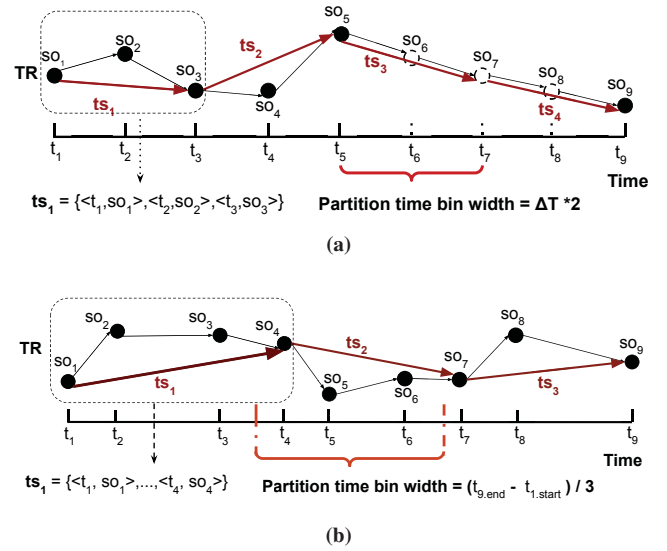 so₅
so₂
ts₂
so₆
so₁
ts₃
so₇
TR
so₃
so₈
so₉
ts₁
so₄
ts₄
t₁ t₂ t₃ t₄ t₅ t₆ t₇ t₈ t₉
Time
ts₁ = {<t₁,so₁>,<t₂,so₂>,<t₃,so₃>} Partition time bin width = ΔT *2
(a)
so₂ so₃ so₈
so₄
TR
ts₂
so₉
so₁
so₇
ts₁
so₅
so₆
ts₃
t₁ t₂ t₃ t₄ t₅ t₆ t₇ t₈ t₉
Time
ts₁ = {<t₁, so₁>,...,<t₄, so₄>} Partition time bin width = (t₉.end - t₁.start ) / 3
(b)